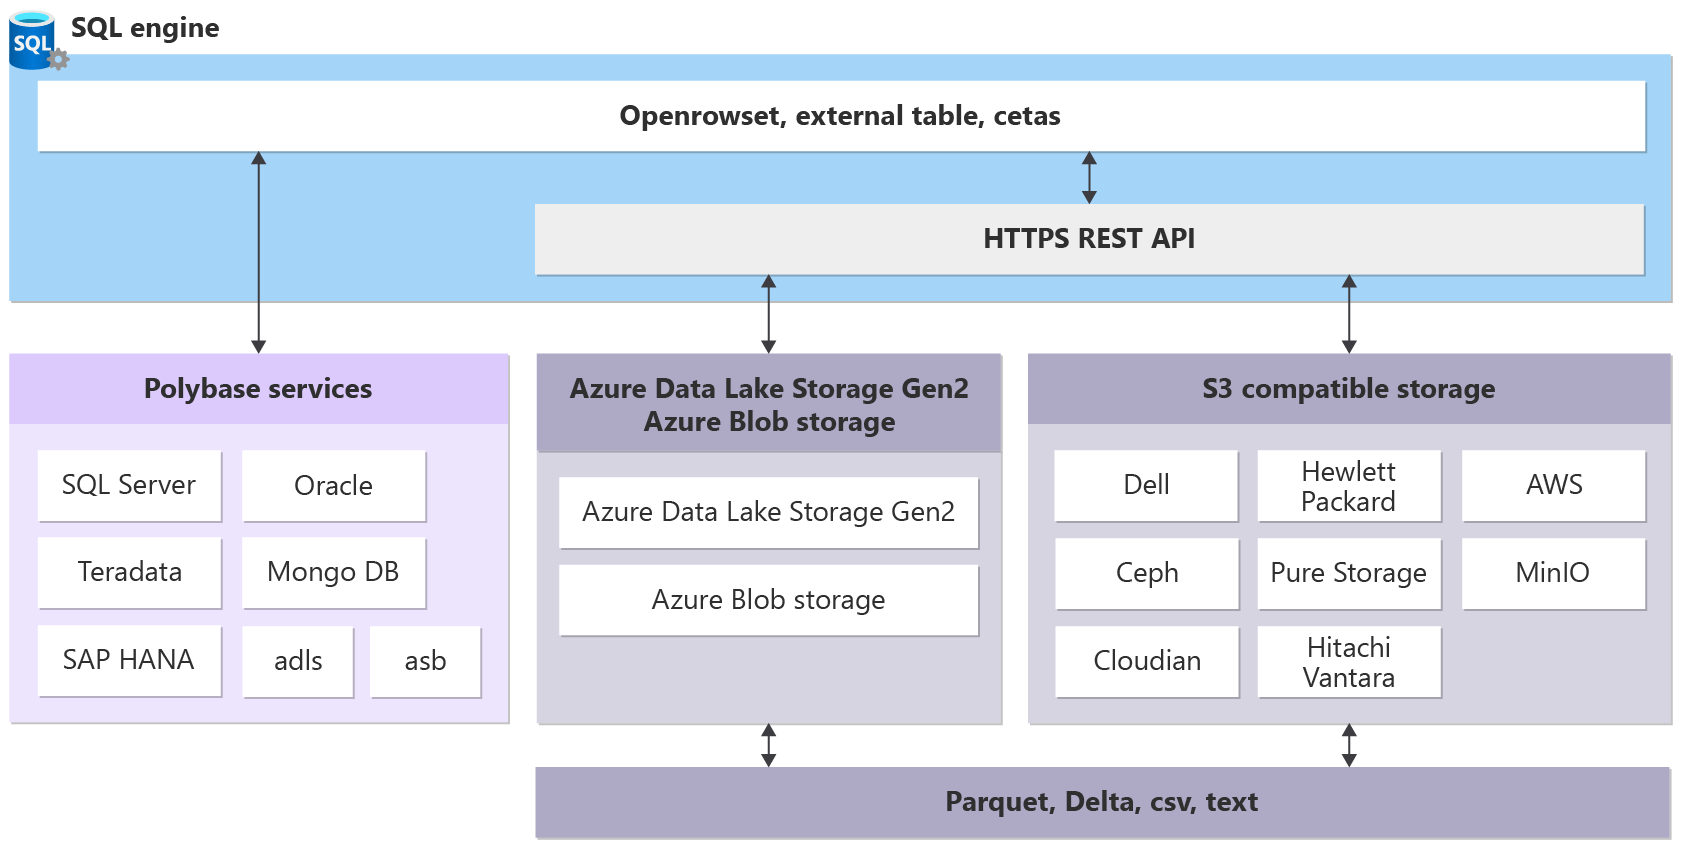 SQL
SQL engine
Openrowset, external table, cetas
HTTPS REST API
Polybase services
SQL Server
Oracle
Teradata
Mongo DB
SAP HANA
adls
asb
Azure Data Lake Storage Gen2
Azure Blob storage
Azure Data Lake Storage Gen2
Azure Blob storage
S3 compatible storage
Dell
Hewlett
Packard
AWS
Ceph
Pure Storage
MinIO
Cloudian
Hitachi
Vantara
Parquet, Delta, csv, text